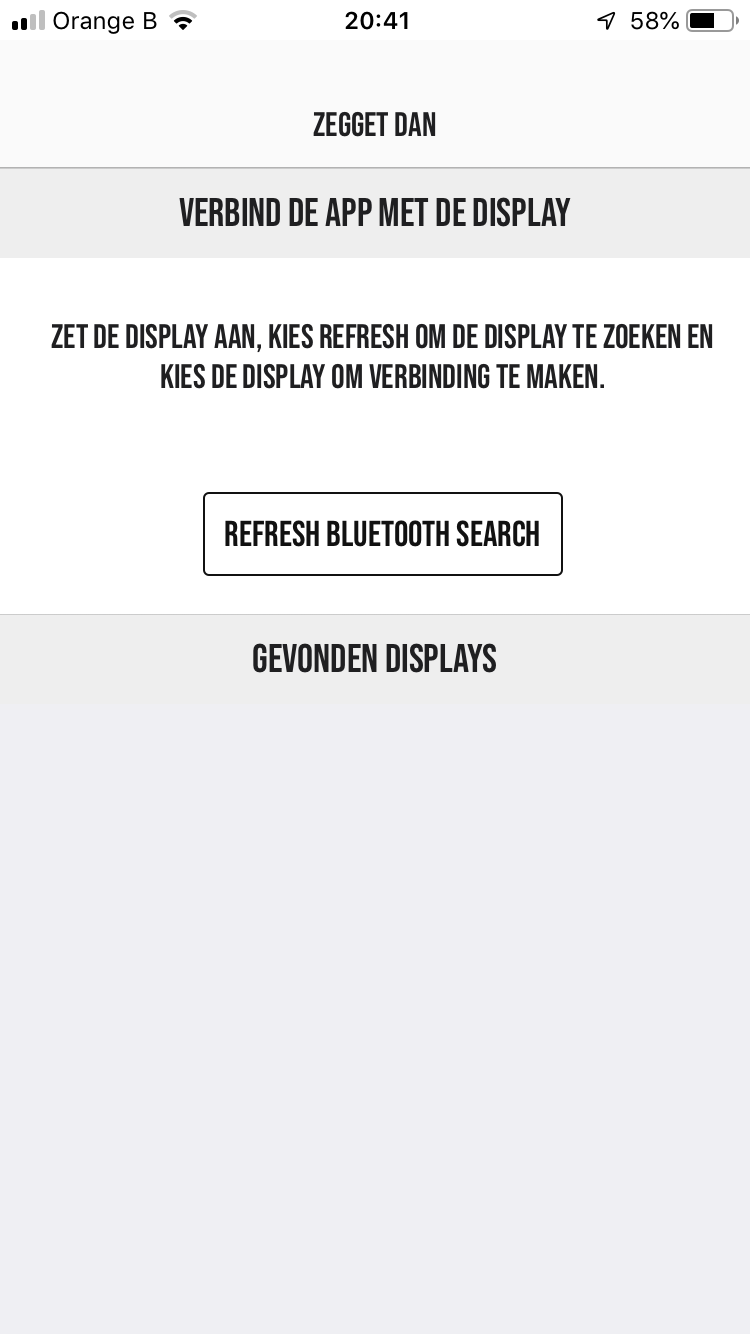 Orange B 20:41 58%
ZEGGET DAN
VERBIND DE APP MET DE DISPLAY
ZET DE DISPLAY AAN, KIES REFRESH OM DE DISPLAY TE ZOEKEN EN
KIES DE DISPLAY OM VERBINDING TE MAKEN.
REFRESH BLUETOOTH SEARCH
GEVONDEN DISPLAYS